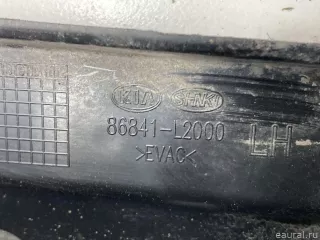 KIA
86841-L2000
LH
>EVAC<
eaural.ru